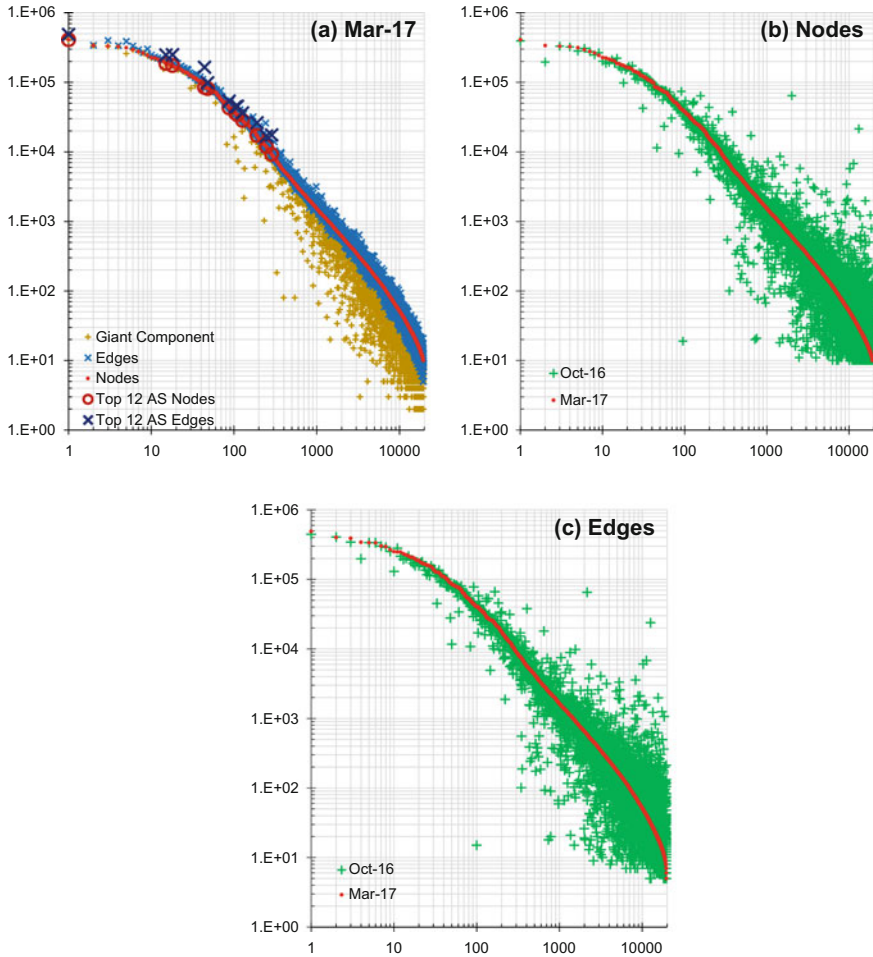 (a) Mar-17
1.E+06
1.E+05
1.E+04
1.E+03
1.E+02
1.E+01
1.E+00
Giant Component
Edges
Nodes
Top 12 AS Nodes
Top 12 AS Edges
1 10 100 1000 10000
(b) Nodes
1.E+06
1.E+05
1.E+04
1.E+03
1.E+02
1.E+01
1.E+00
Oct-16
Mar-17
1 10 100 1000 10000
(c) Edges
1.E+06
1.E+05
1.E+04
1.E+03
1.E+02
1.E+01
1.E+00
Oct-16
Mar-17
1 10 100 1000 10000